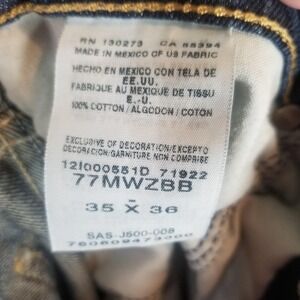 RN 130273 CA 55394
MADE IN MEXICO OF US FABRIC
HECHO EN MEXICO CON TELA DE
EE.UU.
FABRIQUE AU MEXIQUE DE TISSU
E.-U.
100% COTTON / ALGODON / COTON
EXCLUSIVE OF DECORATION/EXCEPTO
DECORACION/GARNITURE NON COMPRISE
121000551D 71922
77MWZBB
-
35 X 36
SAS-J500-008